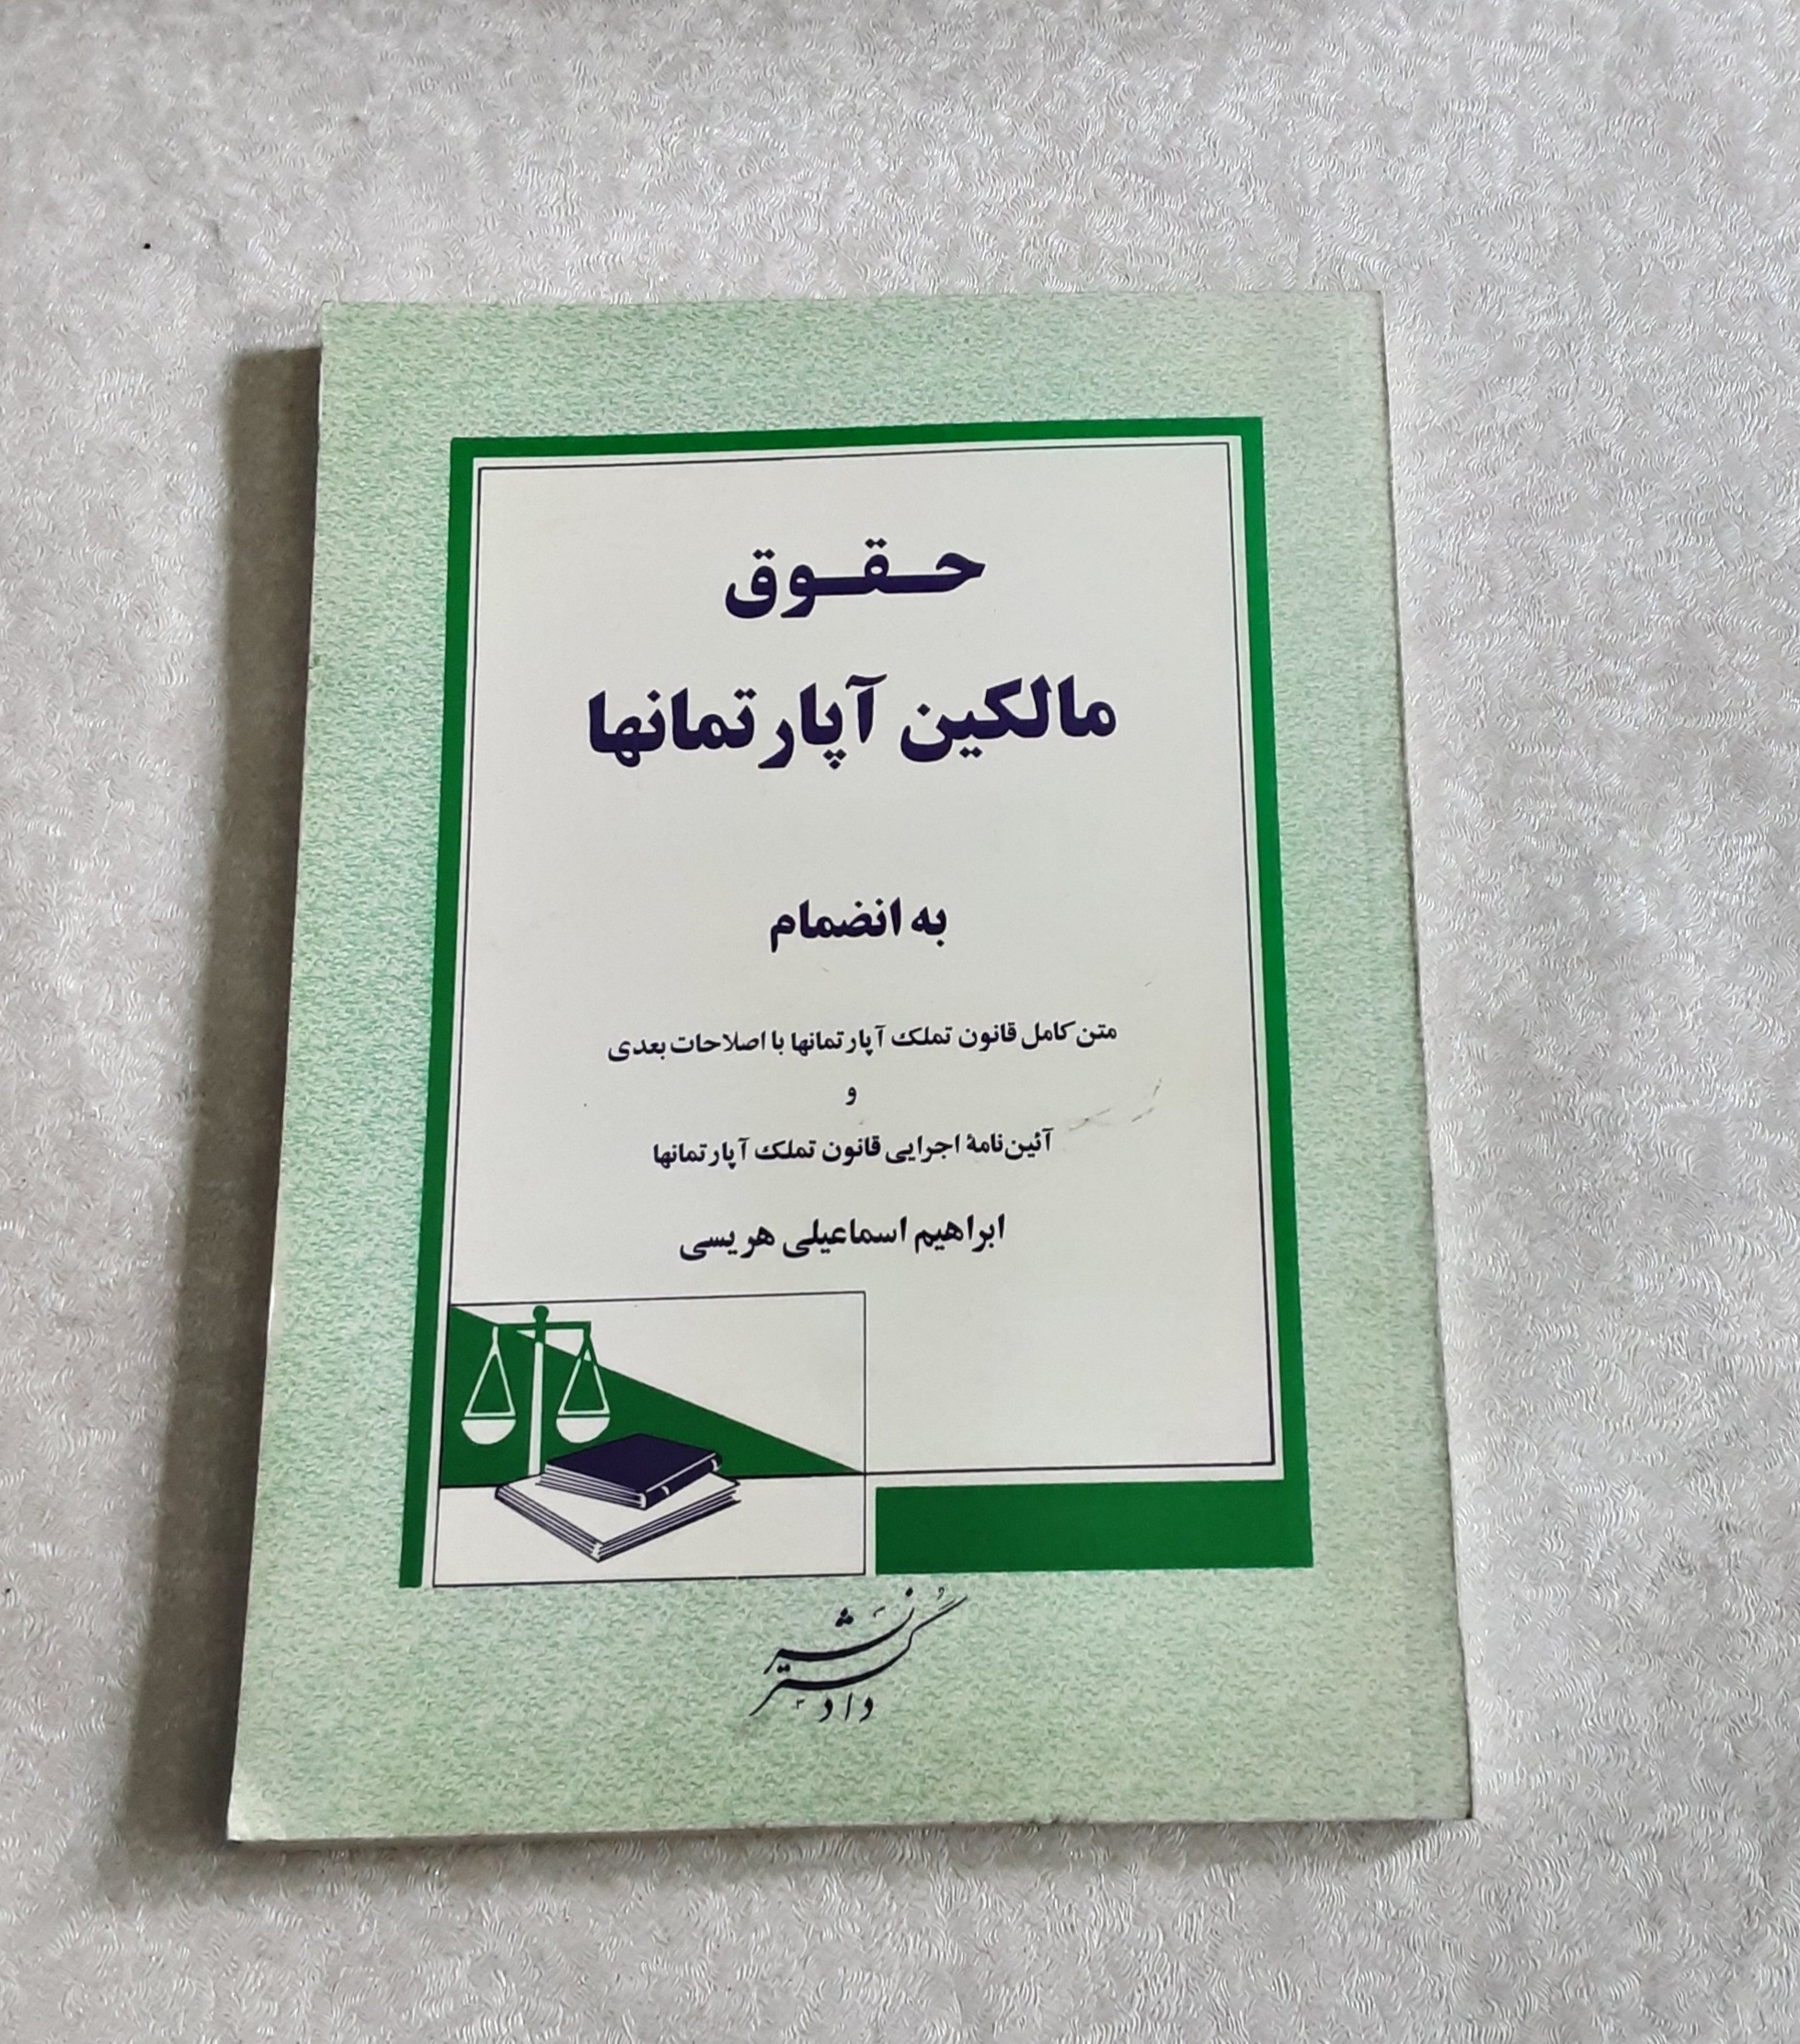 حقوق
مالکین آپارتمانها
به انضمام
متن کامل قانون تملک آپارتمانها با اصلاحات بعدی
و
آئین‌نامهٔ اجرایی قانون تملک آپارتمانها
ابراهیم اسماعیلی هریسی
نشر
دادگستر